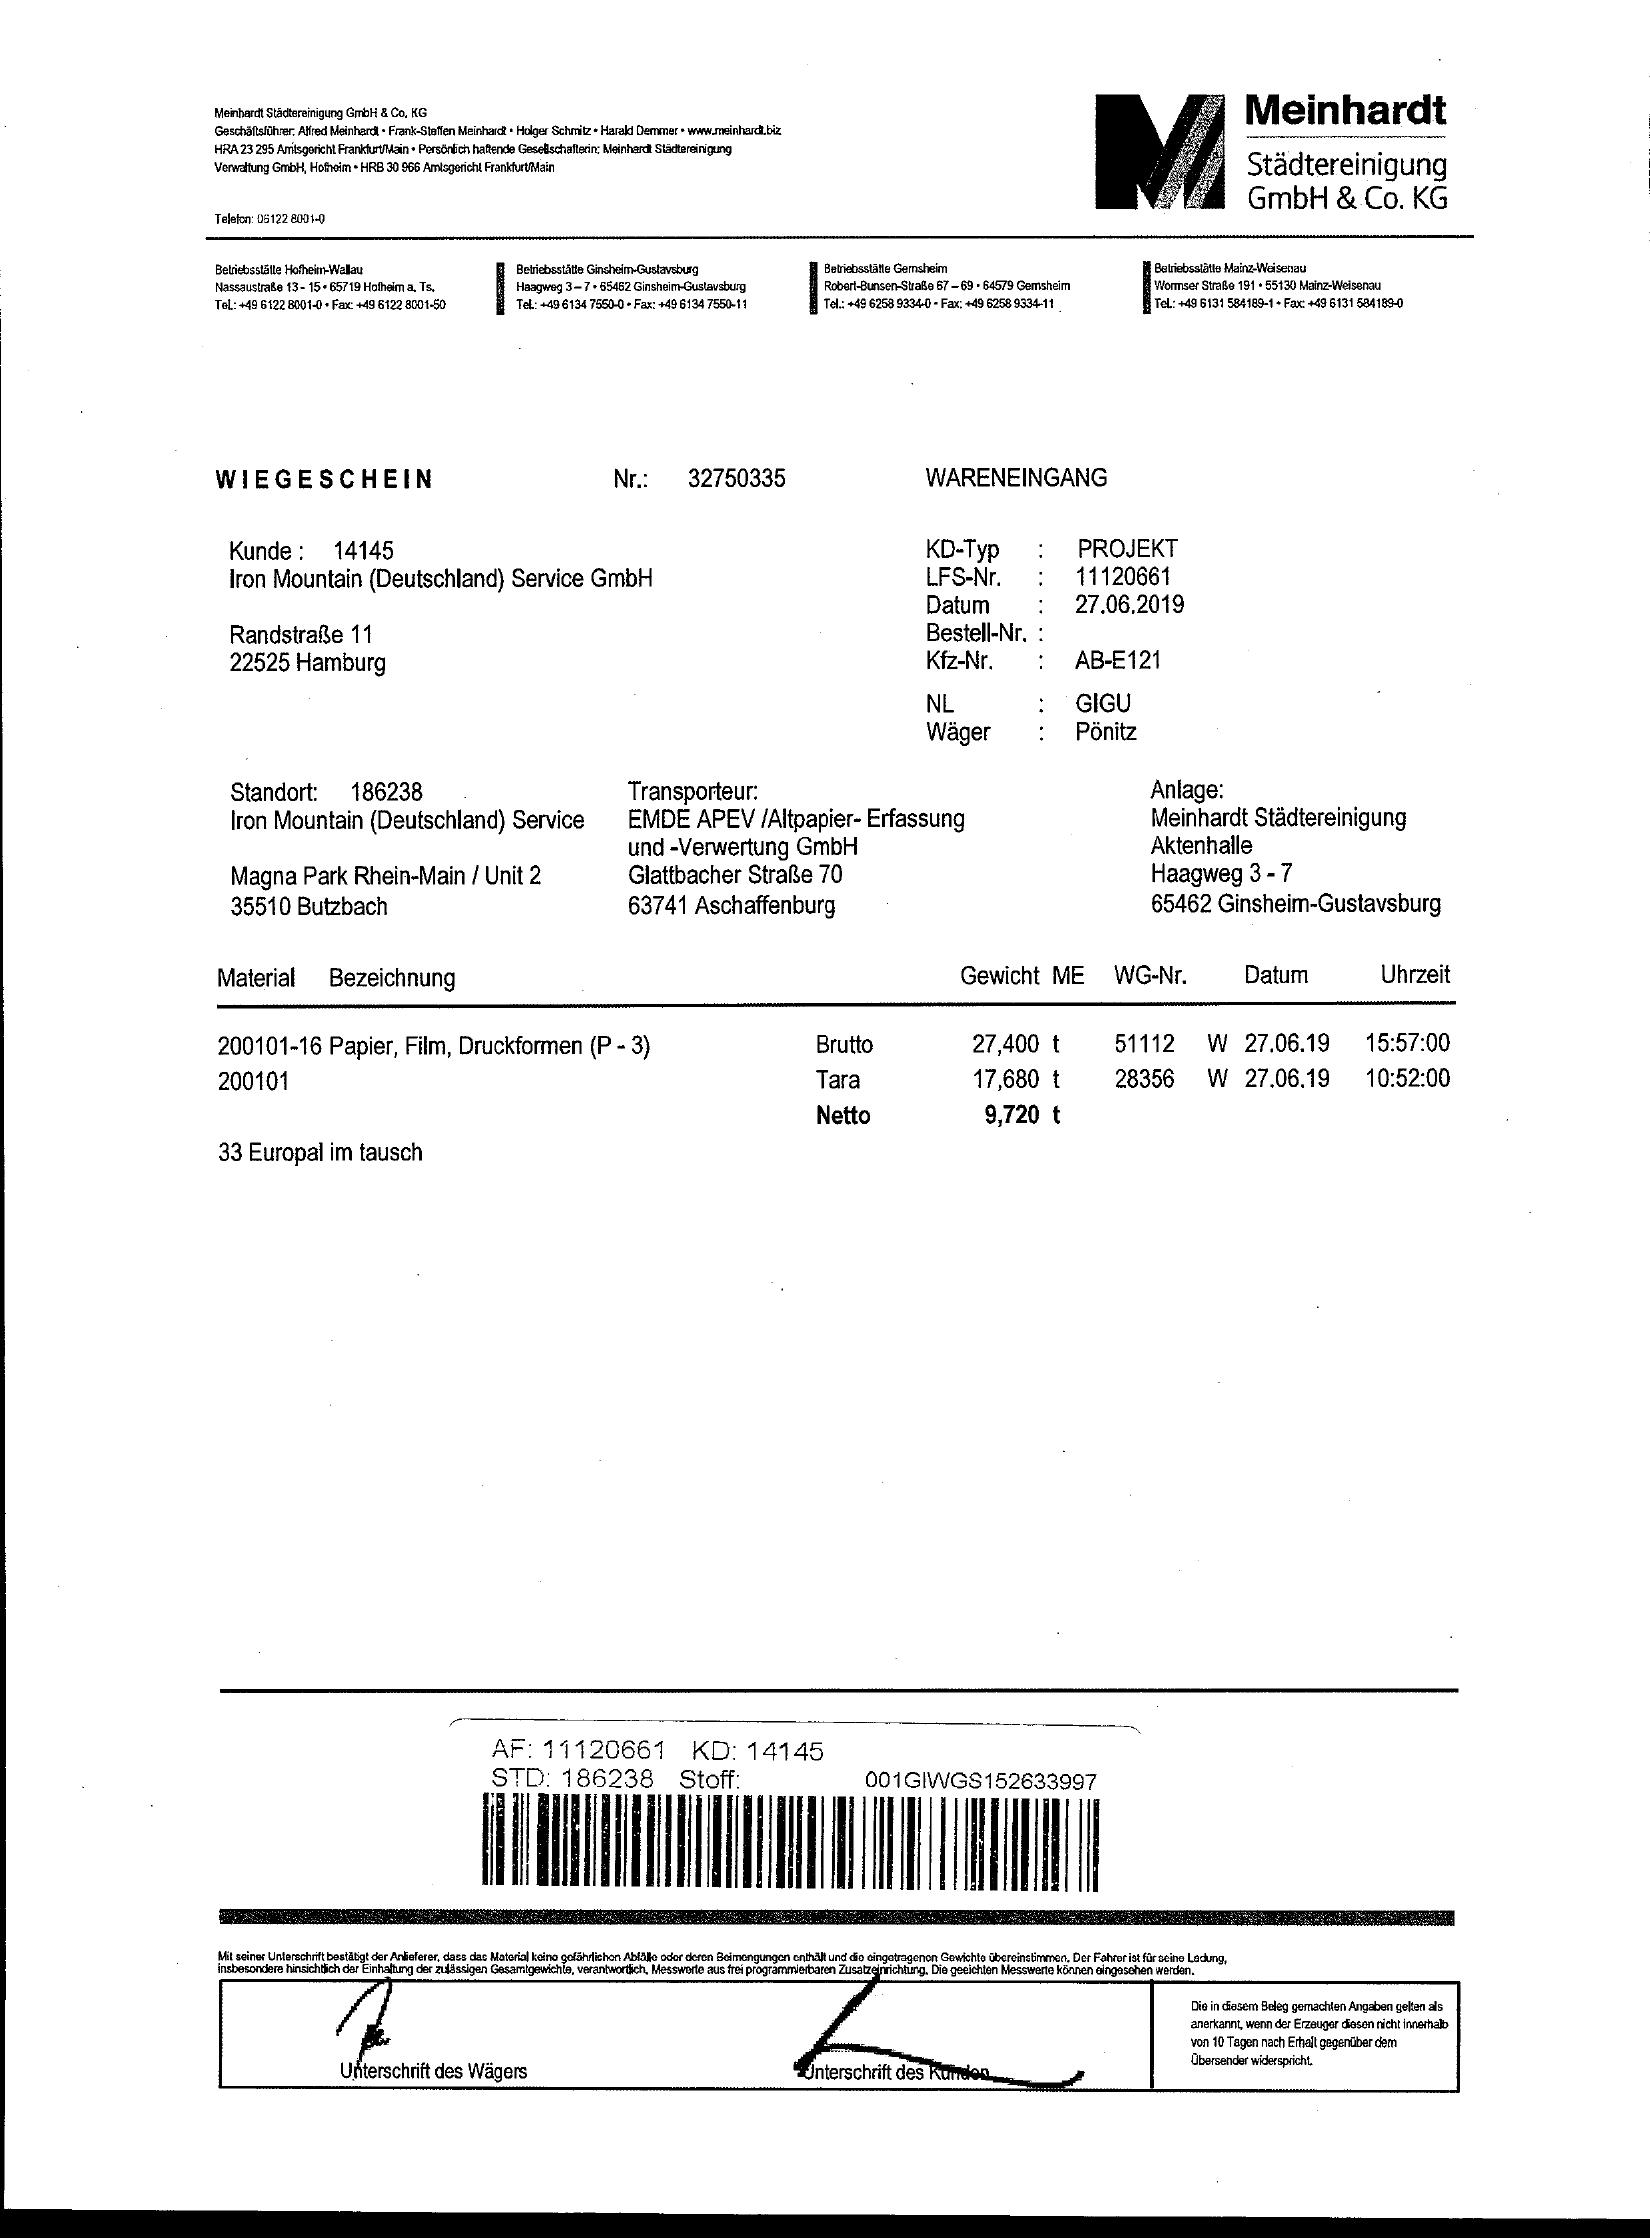 Meinhardt Städtereinigung GmbH & Co. KG
Geschäftsführer: Alfred Meinhardt • Frank-Steffen Meinhardt • Holger Schmitz • Harald Demmer • www.meinhardt.biz
HRA 23 295 Amtsgericht Frankfurt/Main • Persönlich haftende Gesellschafterin: Meinhardt Städtereinigung
Verwaltung GmbH, Hofheim • HRB 30 966 Amtsgericht Frankfurt/Main
Telefon: 06122 8001-0
Meinhardt
Städtereinigung
GmbH & Co. KG
Betriebsstätte Hofheim-Wallau
Nassaustraße 13 - 15 • 65719 Hofheim a. Ts.
Tel.: +49 6122 8001-0 • Fax: +49 6122 8001-50
Betriebsstätte Ginsheim-Gustavsburg
Haagweg 3 – 7 • 65462 Ginsheim-Gustavsburg
Tel.: +49 6134 7550-0 • Fax: +49 6134 7550-11
Betriebsstätte Gernsheim
Robert-Bunsen-Straße 67 – 69 • 64579 Gernsheim
Tel.: +49 6258 9334-0 • Fax: +49 6258 9334-11
Betriebsstätte Mainz-Weisenau
Wormser Straße 191 • 55130 Mainz-Weisenau
Tel.: +49 6131 584189-1 • Fax: +49 6131 584189-0
WIEGESCHEIN Nr.: 32750335 WARENEINGANG
Kunde : 14145
Iron Mountain (Deutschland) Service GmbH
Randstraße 11
22525 Hamburg
KD-Typ : PROJEKT
LFS-Nr. : 11120661
Datum : 27.06.2019
Bestell-Nr. :
Kfz-Nr. : AB-E121
NL : GIGU
Wäger : Pönitz
Standort: 186238
Iron Mountain (Deutschland) Service
Magna Park Rhein-Main / Unit 2
35510 Butzbach
Transporteur:
EMDE APEV /Altpapier- Erfassung
und -Verwertung GmbH
Glattbacher Straße 70
63741 Aschaffenburg
Anlage:
Meinhardt Städtereinigung
Aktenhalle
Haagweg 3 - 7
65462 Ginsheim-Gustavsburg
Material Bezeichnung Gewicht ME WG-Nr. Datum Uhrzeit
200101-16 Papier, Film, Druckformen (P - 3) Brutto 27,400 t 51112 W 27.06.19 15:57:00
200101 Tara 17,680 t 28356 W 27.06.19 10:52:00
Netto 9,720 t
33 Europal im tausch
AF: 11120661 KD: 14145
STD: 186238 Stoff: 001GIWGS152633997
Mit seiner Unterschrift bestätigt der Anlieferer, dass das Material keine gefährlichen Abfälle oder deren Beimengungen enthält und die eingetragenen Gewichte übereinstimmen. Der Fahrer ist für seine Ladung,
insbesondere hinsichtlich der Einhaltung der zulässigen Gesamtgewichte, verantwortlich. Messwerte aus frei programmierbaren Zusatzeinrichtung. Die geeichten Messwerte können eingesehen werden.
Unterschrift des Wägers
Unterschrift des Kunden
Die in diesem Beleg gemachten Angaben gelten als
anerkannt, wenn der Erzeuger diesen nicht innerhalb
von 10 Tagen nach Erhalt gegenüber dem
Übersender widerspricht.